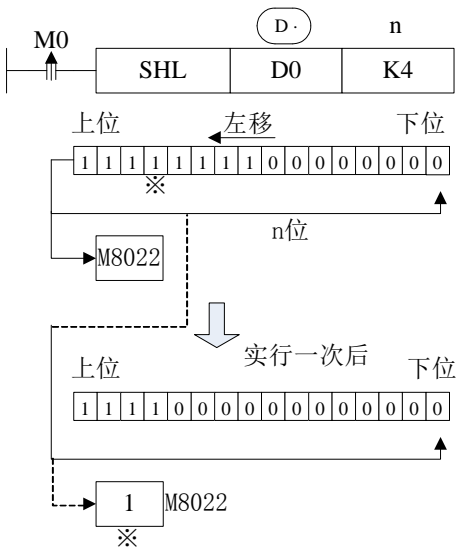 D· n
M0
SHL D0 K4
上位 左移 下位
1 1 1 1 1 1 1 1 0 0 0 0 0 0 0 0
※
n位
M8022
实行一次后
上位 下位
1 1 1 1 0 0 0 0 0 0 0 0 0 0 0 0
1 M8022
※